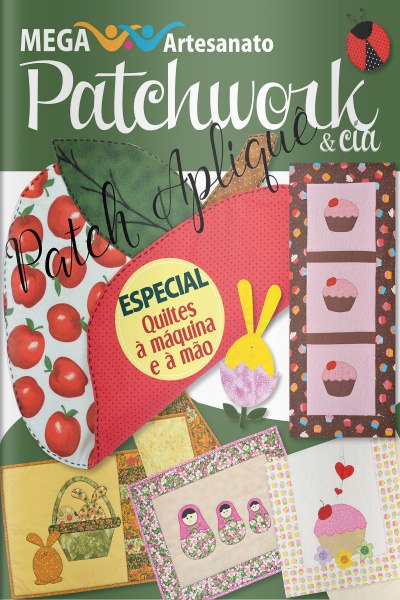 MEGA Artesanato
Patchwork
& cia
Patch Apliquê
ESPECIAL
Quiltes
à máquina
e à mão